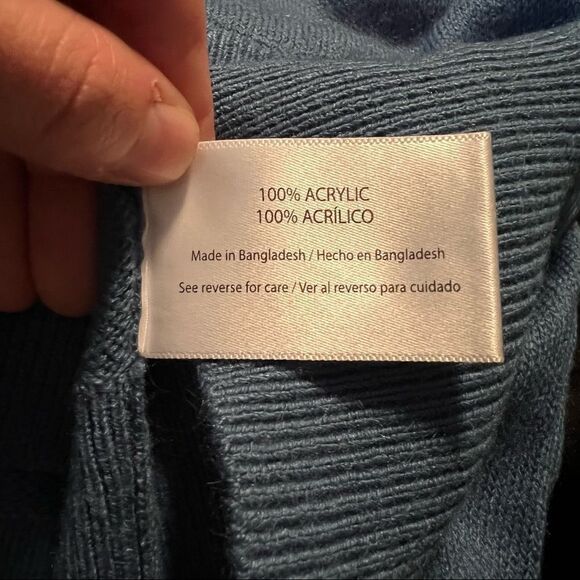 100% ACRYLIC
100% ACRÍLICO
Made in Bangladesh / Hecho en Bangladesh
See reverse for care / Ver al reverso para cuidado